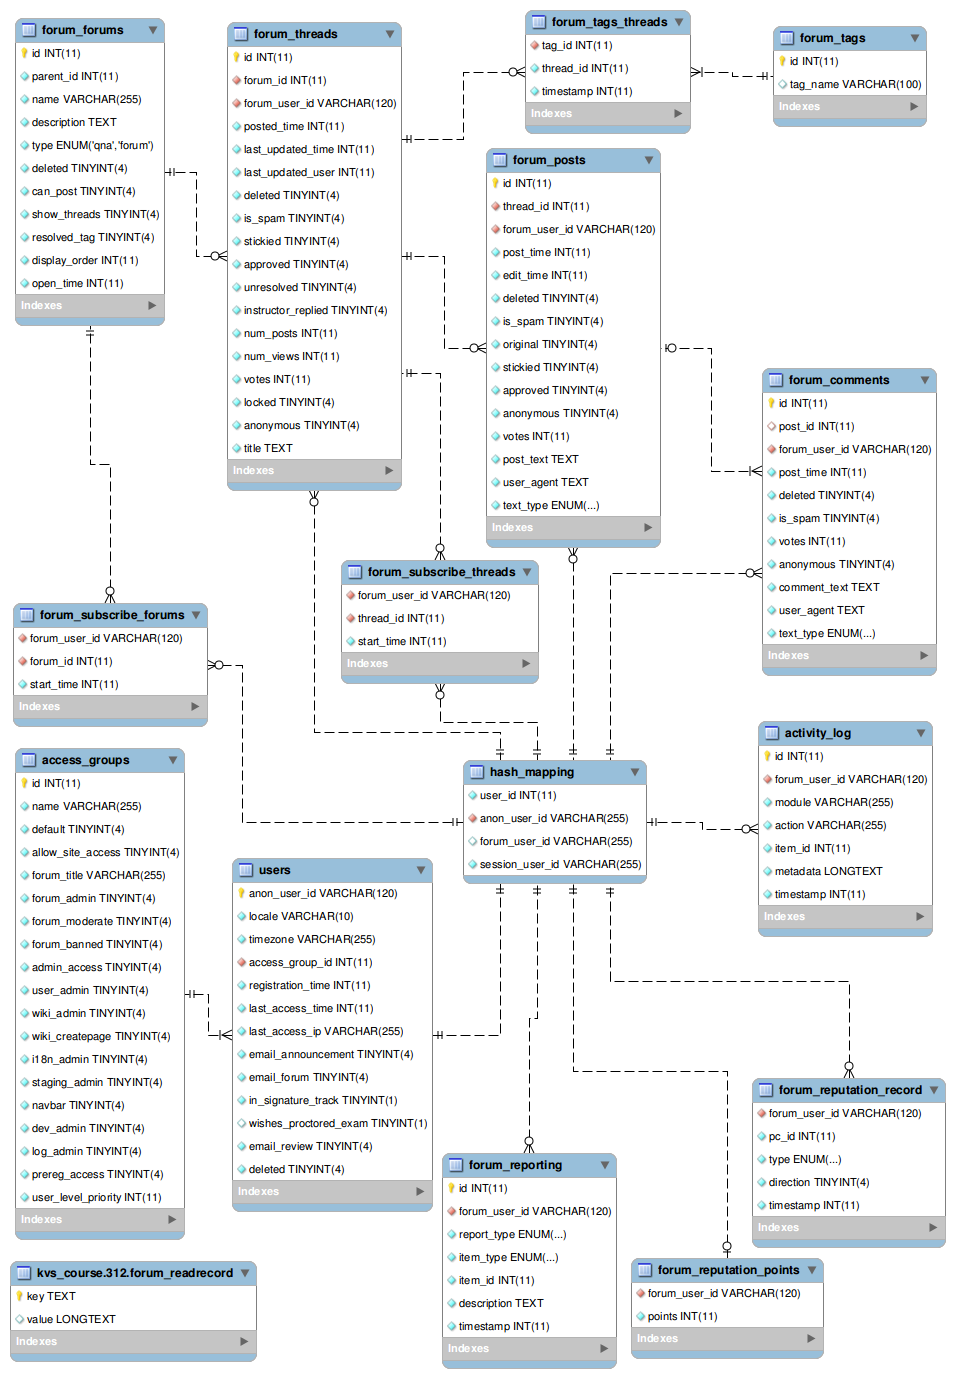 forum_forums
id INT(11)
parent_id INT(11)
name VARCHAR(255)
description TEXT
type ENUM('qna','forum')
deleted TINYINT(4)
can_post TINYINT(4)
show_threads TINYINT(4)
resolved_tag TINYINT(4)
display_order INT(11)
open_time INT(11)
Indexes
forum_threads
id INT(11)
forum_id INT(11)
forum_user_id VARCHAR(120)
posted_time INT(11)
last_updated_time INT(11)
last_updated_user INT(11)
deleted TINYINT(4)
is_spam TINYINT(4)
stickied TINYINT(4)
approved TINYINT(4)
unresolved TINYINT(4)
instructor_replied TINYINT(4)
num_posts INT(11)
num_views INT(11)
votes INT(11)
locked TINYINT(4)
anonymous TINYINT(4)
title TEXT
Indexes
forum_tags_threads
tag_id INT(11)
thread_id INT(11)
timestamp INT(11)
Indexes
forum_tags
id INT(11)
tag_name VARCHAR(100)
Indexes
forum_posts
id INT(11)
thread_id INT(11)
forum_user_id VARCHAR(120)
post_time INT(11)
edit_time INT(11)
deleted TINYINT(4)
is_spam TINYINT(4)
original TINYINT(4)
stickied TINYINT(4)
approved TINYINT(4)
anonymous TINYINT(4)
votes INT(11)
post_text TEXT
user_agent TEXT
text_type ENUM(...)
Indexes
forum_comments
id INT(11)
post_id INT(11)
forum_user_id VARCHAR(120)
post_time INT(11)
deleted TINYINT(4)
is_spam TINYINT(4)
votes INT(11)
anonymous TINYINT(4)
comment_text TEXT
user_agent TEXT
text_type ENUM(...)
Indexes
forum_subscribe_threads
forum_user_id VARCHAR(120)
thread_id INT(11)
start_time INT(11)
Indexes
forum_subscribe_forums
forum_user_id VARCHAR(120)
forum_id INT(11)
start_time INT(11)
Indexes
access_groups
id INT(11)
name VARCHAR(255)
default TINYINT(4)
allow_site_access TINYINT(4)
forum_title VARCHAR(255)
forum_admin TINYINT(4)
forum_moderate TINYINT(4)
forum_banned TINYINT(4)
admin_access TINYINT(4)
user_admin TINYINT(4)
wiki_admin TINYINT(4)
wiki_createpage TINYINT(4)
i18n_admin TINYINT(4)
staging_admin TINYINT(4)
navbar TINYINT(4)
dev_admin TINYINT(4)
log_admin TINYINT(4)
prereg_access TINYINT(4)
user_level_priority INT(11)
Indexes
hash_mapping
user_id INT(11)
anon_user_id VARCHAR(255)
forum_user_id VARCHAR(255)
session_user_id VARCHAR(255)
activity_log
id INT(11)
forum_user_id VARCHAR(120)
module VARCHAR(255)
action VARCHAR(255)
item_id INT(11)
metadata LONGTEXT
timestamp INT(11)
Indexes
users
anon_user_id VARCHAR(120)
locale VARCHAR(10)
timezone VARCHAR(255)
access_group_id INT(11)
registration_time INT(11)
last_access_time INT(11)
last_access_ip VARCHAR(255)
email_announcement TINYINT(4)
email_forum TINYINT(4)
in_signature_track TINYINT(1)
wishes_proctored_exam TINYINT(1)
email_review TINYINT(4)
deleted TINYINT(4)
Indexes
forum_reputation_record
forum_user_id VARCHAR(120)
pc_id INT(11)
type ENUM(...)
direction TINYINT(4)
timestamp INT(11)
Indexes
forum_reporting
id INT(11)
forum_user_id VARCHAR(120)
report_type ENUM(...)
item_type ENUM(...)
item_id INT(11)
description TEXT
timestamp INT(11)
Indexes
forum_reputation_points
forum_user_id VARCHAR(120)
points INT(11)
Indexes
kvs_course.312.forum_readrecord
key TEXT
value LONGTEXT
Indexes